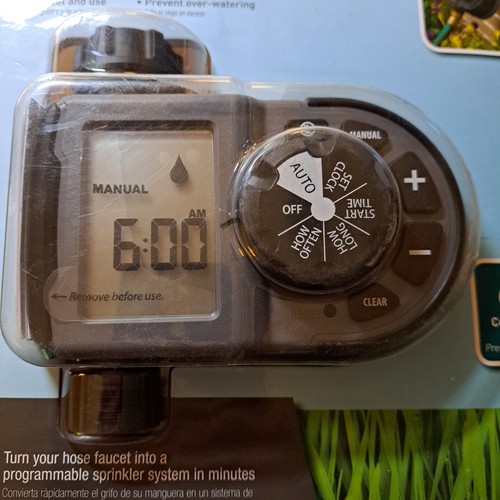 and use
• Prevent over-watering
MANUAL
AM
6:00
← Remove before use.
MANUAL
AUTO
SET
CLOCK
START
TIME
HOW
LONG
HOW
OFTEN
OFF
+
−
CLEAR
Turn your hose faucet into a
programmable sprinkler system in minutes
Convierta rápidamente el grifo de su manguera en un sistema de